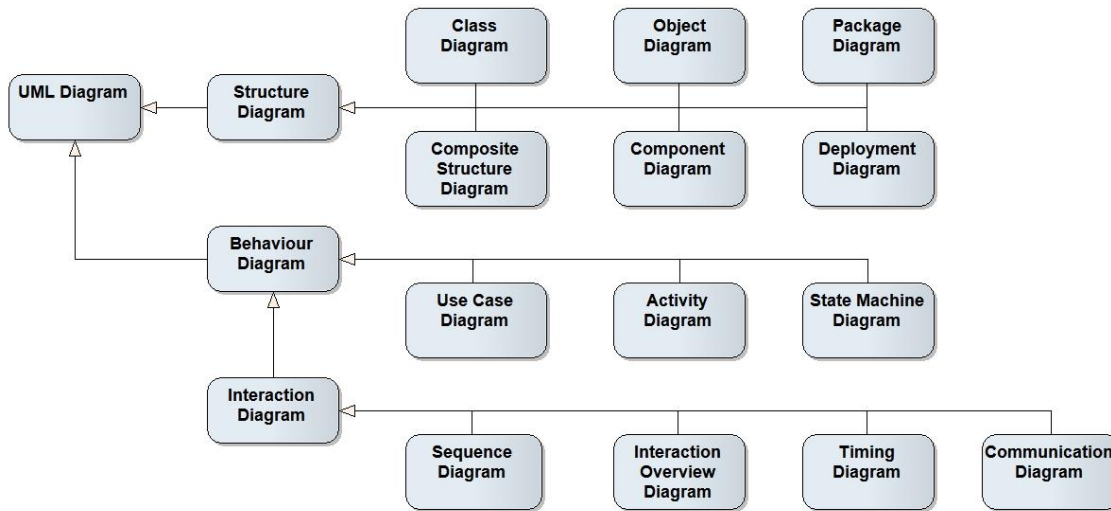 Class
Diagram
Object
Diagram
Package
Diagram
UML Diagram
Structure
Diagram
Composite
Structure
Diagram
Component
Diagram
Deployment
Diagram
Behaviour
Diagram
Use Case
Diagram
Activity
Diagram
State Machine
Diagram
Interaction
Diagram
Sequence
Diagram
Interaction
Overview
Diagram
Timing
Diagram
Communication
Diagram